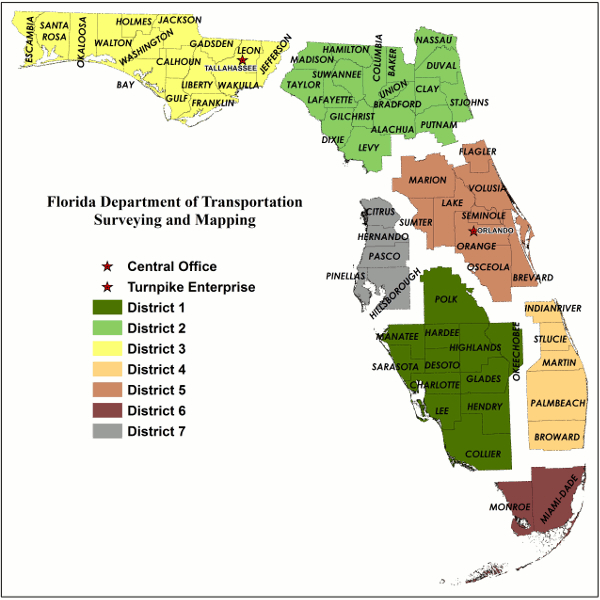 ESCAMBIA
SANTA
ROSA
OKALOOSA
HOLMES
JACKSON
WALTON
WASHINGTON
GADSDEN
LEON
JEFFERSON
CALHOUN
TALLAHASSEE
BAY
LIBERTY
WAKULLA
GULF
FRANKLIN
HAMILTON
COLUMBIA
BAKER
NASSAU
MADISON
SUWANNEE
DUVAL
TAYLOR
UNION
CLAY
LAFAYETTE
BRADFORD
STJOHNS
GILCHRIST
PUTNAM
DIXIE
ALACHUA
LEVY
FLAGLER
MARION
VOLUSIA
LAKE
SUMTER
SEMINOLE
ORLANDO
ORANGE
OSCEOLA
BREVARD
CITRUS
HERNANDO
PASCO
PINELLAS
HILLSBOROUGH
Florida Department of Transportation
Surveying and Mapping
Central Office
Turnpike Enterprise
District 1
District 2
District 3
District 4
District 5
District 6
District 7
POLK
MANATEE
HARDEE
HIGHLANDS
OKEECHOBEE
SARASOTA
DESOTO
CHARLOTTE
GLADES
LEE
HENDRY
COLLIER
INDIANRIVER
STLUCIE
MARTIN
PALMBEACH
BROWARD
MONROE
MIAMI-DADE